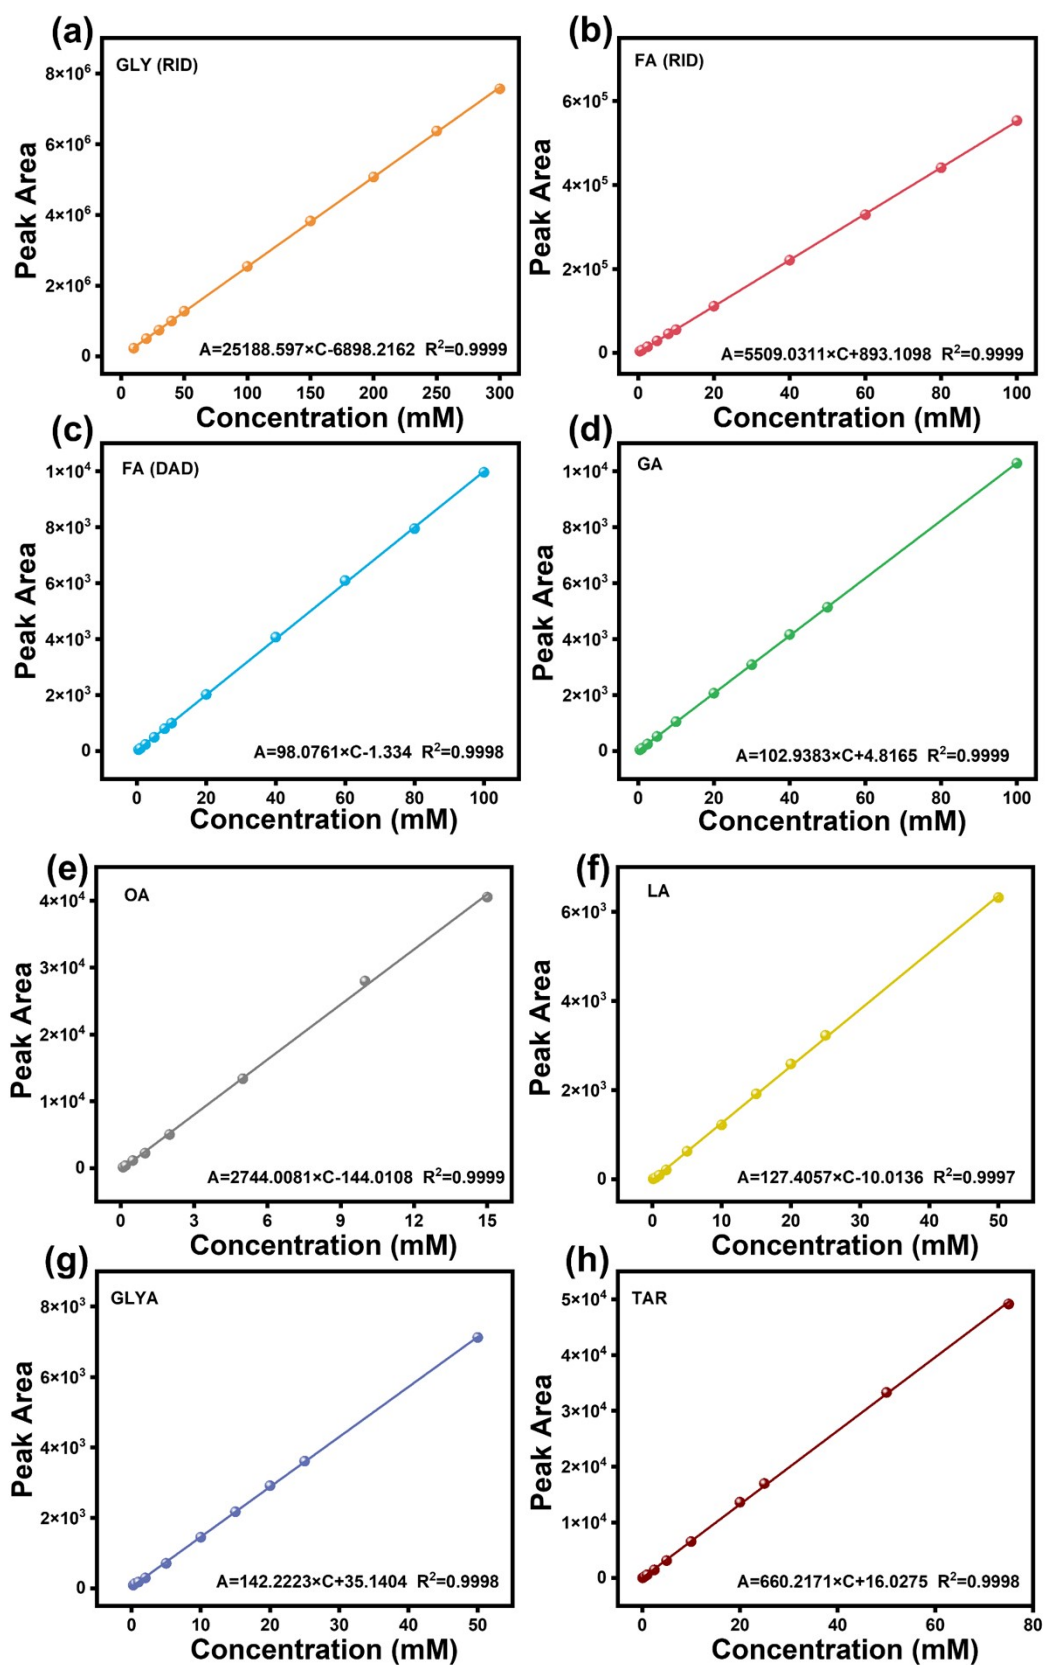 (a)
GLY (RID)
8×10⁶
6×10⁶
4×10⁶
2×10⁶
0
Peak Area
A=25188.597×C-6898.2162 R²=0.9999
0 50 100 150 200 250 300
Concentration (mM)
(b)
FA (RID)
6×10⁵
4×10⁵
2×10⁵
0
Peak Area
A=5509.0311×C+893.1098 R²=0.9999
0 20 40 60 80 100
Concentration (mM)
(c)
FA (DAD)
1×10⁴
8×10³
6×10³
4×10³
2×10³
0
Peak Area
A=98.0761×C-1.334 R²=0.9998
0 20 40 60 80 100
Concentration (mM)
(d)
GA
1×10⁴
8×10³
6×10³
4×10³
2×10³
0
Peak Area
A=102.9383×C+4.8165 R²=0.9999
0 20 40 60 80 100
Concentration (mM)
(e)
OA
4×10⁴
3×10⁴
2×10⁴
1×10⁴
0
Peak Area
A=2744.0081×C-144.0108 R²=0.9999
0 3 6 9 12 15
Concentration (mM)
(f)
LA
6×10³
4×10³
2×10³
0
Peak Area
A=127.4057×C-10.0136 R²=0.9997
0 10 20 30 40 50
Concentration (mM)
(g)
GLYA
8×10³
6×10³
4×10³
2×10³
0
Peak Area
A=142.2223×C+35.1404 R²=0.9998
0 10 20 30 40 50
Concentration (mM)
(h)
TAR
5×10⁴
4×10⁴
3×10⁴
2×10⁴
1×10⁴
0
Peak Area
A=660.2171×C+16.0275 R²=0.9998
0 20 40 60 80
Concentration (mM)